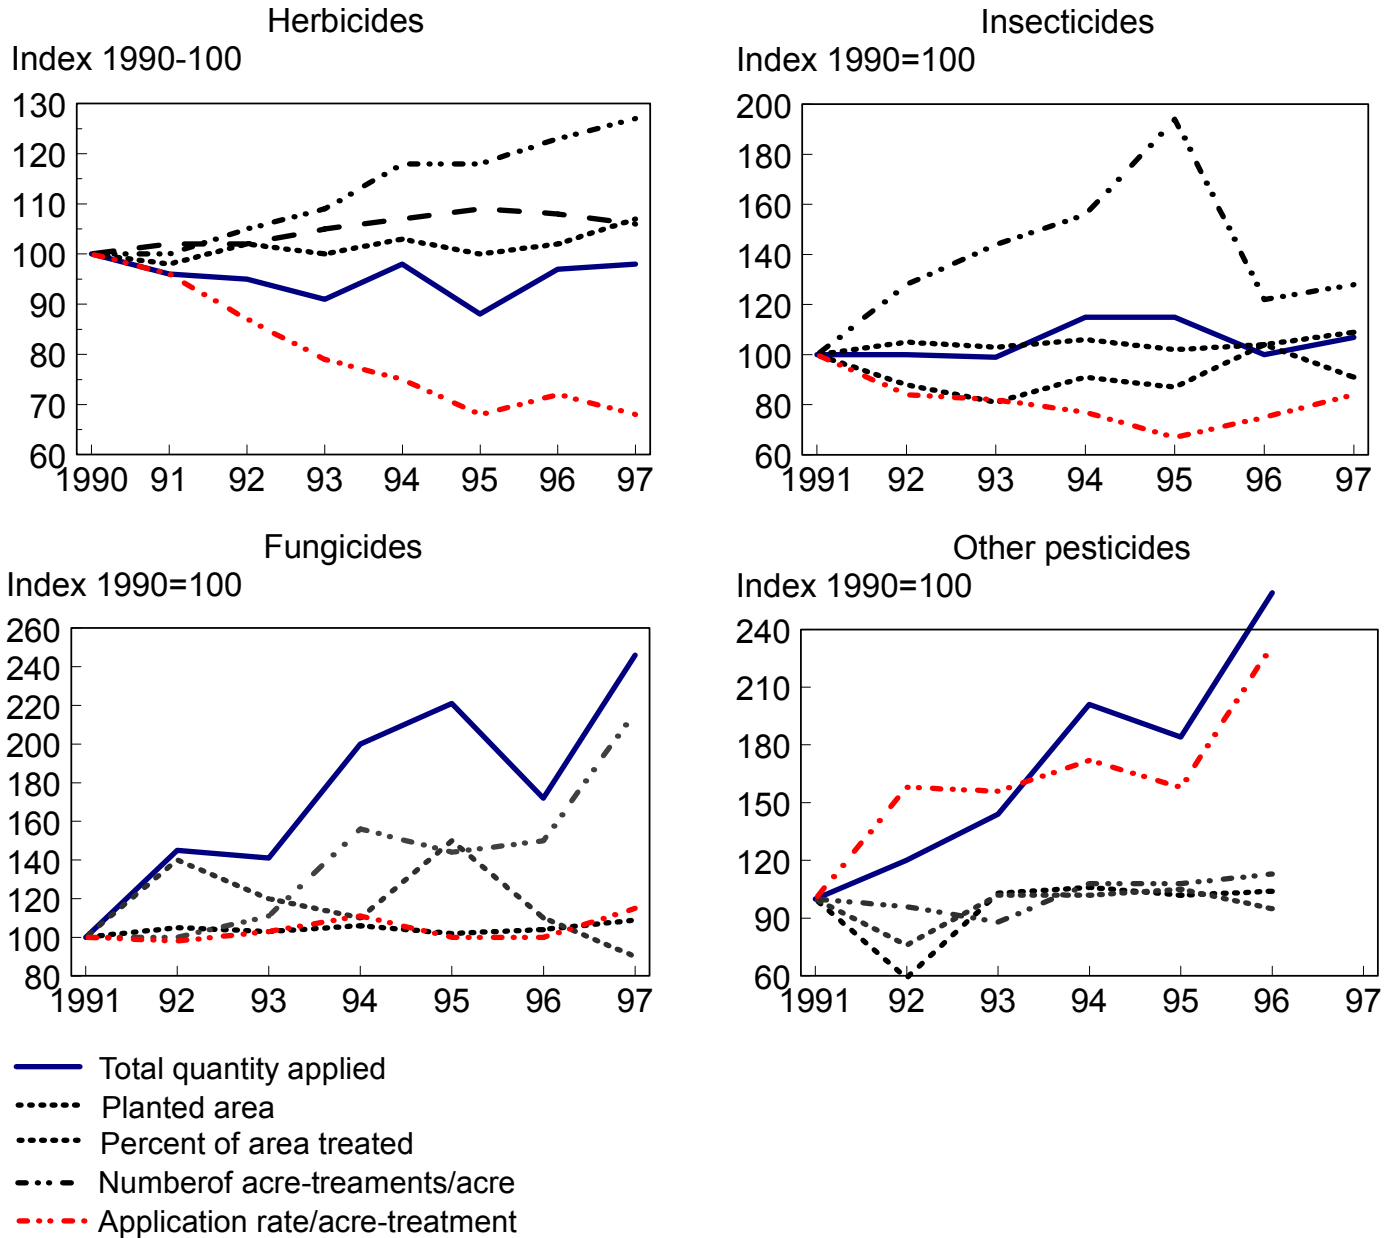 Herbicides
Index 1990-100
130
120
110
100
90
80
70
60
1990 91 92 93 94 95 96 97
Insecticides
Index 1990=100
200
180
160
140
120
100
80
60
1991 92 93 94 95 96 97
Fungicides
Index 1990=100
260
240
220
200
180
160
140
120
100
80
1991 92 93 94 95 96 97
Other pesticides
Index 1990=100
240
210
180
150
120
90
60
1991 92 93 94 95 96 97
Total quantity applied
Planted area
Percent of area treated
Numberof acre-treaments/acre
Application rate/acre-treatment